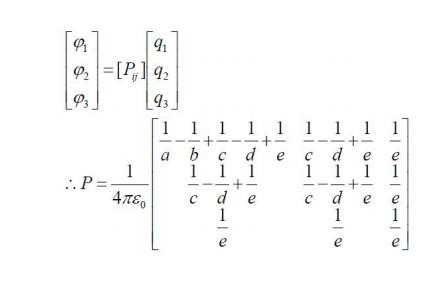 [φ₁ φ₂ φ₃] = [P_ij] [q₁ q₂ q₃]
∴ P = 1/4πε₀ [
1/a − 1/b + 1/c − 1/d + 1/e   1/c − 1/d + 1/e   1/e
1/c − 1/d + 1/e   1/c − 1/d + 1/e   1/e
1/e   1/e   1/e
]